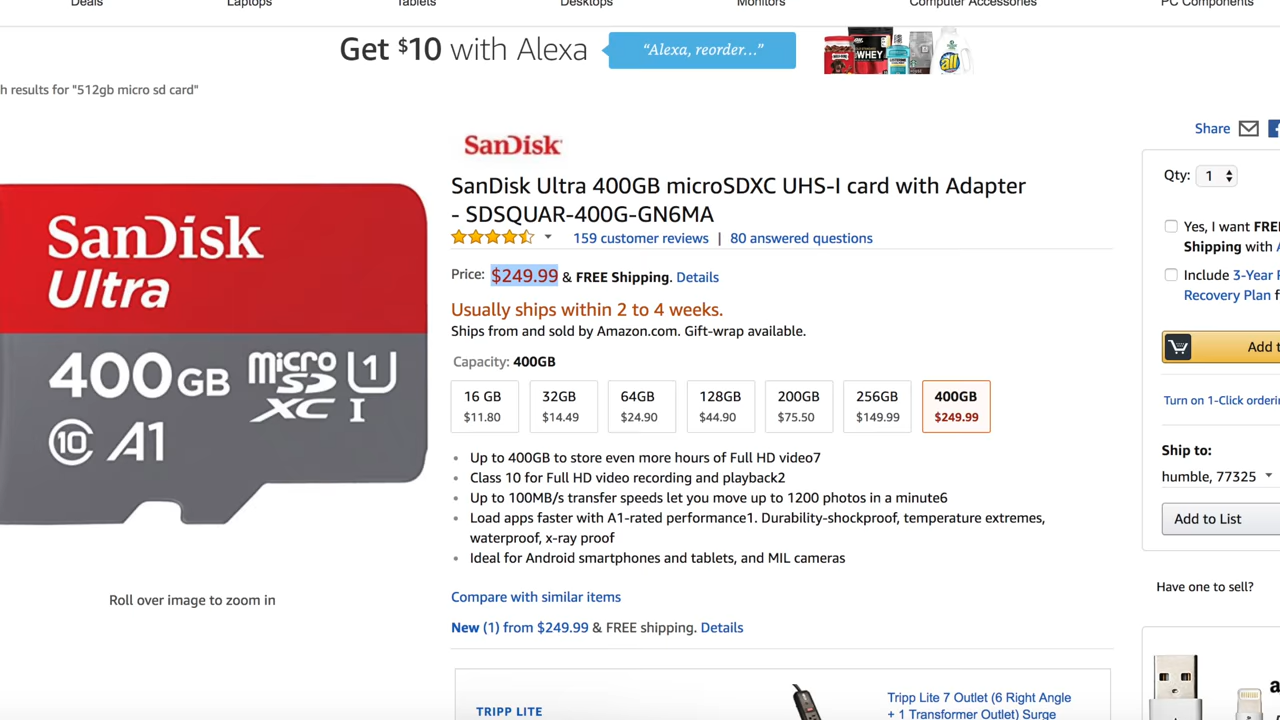 Deals Laptops Tablets Desktops Monitors Computer Accessories PC Components
Get $10 with Alexa "Alexa, reorder..."
WHEY
all
h results for "512gb micro sd card"
Share
SanDisk
SanDisk Ultra 400GB microSDXC UHS-I card with Adapter
- SDSQUAR-400G-GN6MA
159 customer reviews | 80 answered questions
Price: $249.99 & FREE Shipping. Details
Usually ships within 2 to 4 weeks.
Ships from and sold by Amazon.com. Gift-wrap available.
Capacity: 400GB
16 GB 32GB 64GB 128GB 200GB 256GB 400GB
$11.80 $14.49 $24.90 $44.90 $75.50 $149.99 $249.99
Up to 400GB to store even more hours of Full HD video7
Class 10 for Full HD video recording and playback2
Up to 100MB/s transfer speeds let you move up to 1200 photos in a minute6
Load apps faster with A1-rated performance1. Durability-shockproof, temperature extremes,
waterproof, x-ray proof
Ideal for Android smartphones and tablets, and MIL cameras
Compare with similar items
New (1) from $249.99 & FREE shipping. Details
SanDisk
Ultra
400GB micro SD XC I U1
10 A1
Roll over image to zoom in
Qty: 1
Yes, I want FREE
Shipping with
Include 3-Year
Recovery Plan f
Add t
Turn on 1-Click orderin
Ship to:
humble, 77325
Add to List
Have one to sell?
TRIPP LITE
Tripp Lite 7 Outlet (6 Right Angle
+ 1 Transformer Outlet) Surge
a